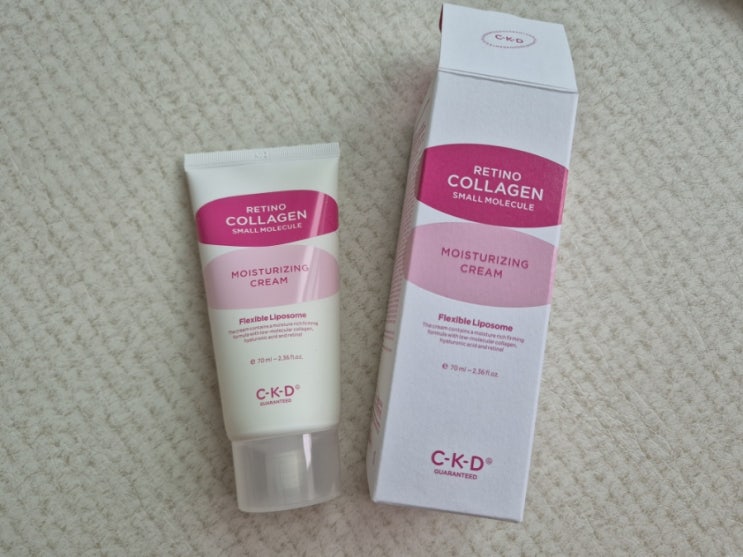 RETINO
COLLAGEN
SMALL MOLECULE
MOISTURIZING
CREAM
Flexible Liposome
The cream contains a moisture rich firming
formula with low-molecular collagen,
hyaluronic acid and retinal
℮ 70 ml ~ 2.36 fl.oz.
C-K-D
GUARANTEED
C-K-D
RETINO
COLLAGEN
SMALL MOLECULE
MOISTURIZING
CREAM
Flexible Liposome
The cream contains a moisture rich firming
formula with low-molecular collagen,
hyaluronic acid and retinal
℮ 70 ml ~ 2.36 fl.oz.
C-K-D
GUARANTEED